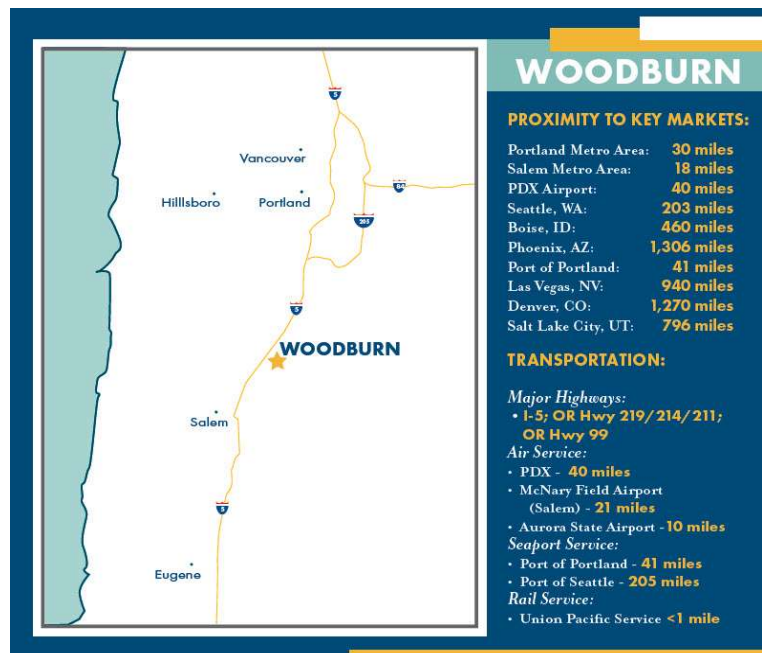 5
Vancouver
84
Hilllsboro
Portland
205
5
WOODBURN
Salem
5
Eugene
WOODBURN
PROXIMITY TO KEY MARKETS:
Portland Metro Area: 30 miles
Salem Metro Area: 18 miles
PDX Airport: 40 miles
Seattle, WA: 203 miles
Boise, ID: 460 miles
Phoenix, AZ: 1,306 miles
Port of Portland: 41 miles
Las Vegas, NV: 940 miles
Denver, CO: 1,270 miles
Salt Lake City, UT: 796 miles
TRANSPORTATION:
Major Highways:
• I-5; OR Hwy 219/214/211;
OR Hwy 99
Air Service:
• PDX - 40 miles
• McNary Field Airport
(Salem) - 21 miles
• Aurora State Airport -10 miles
Seaport Service:
• Port of Portland - 41 miles
• Port of Seattle - 205 miles
Rail Service:
• Union Pacific Service <1 mile